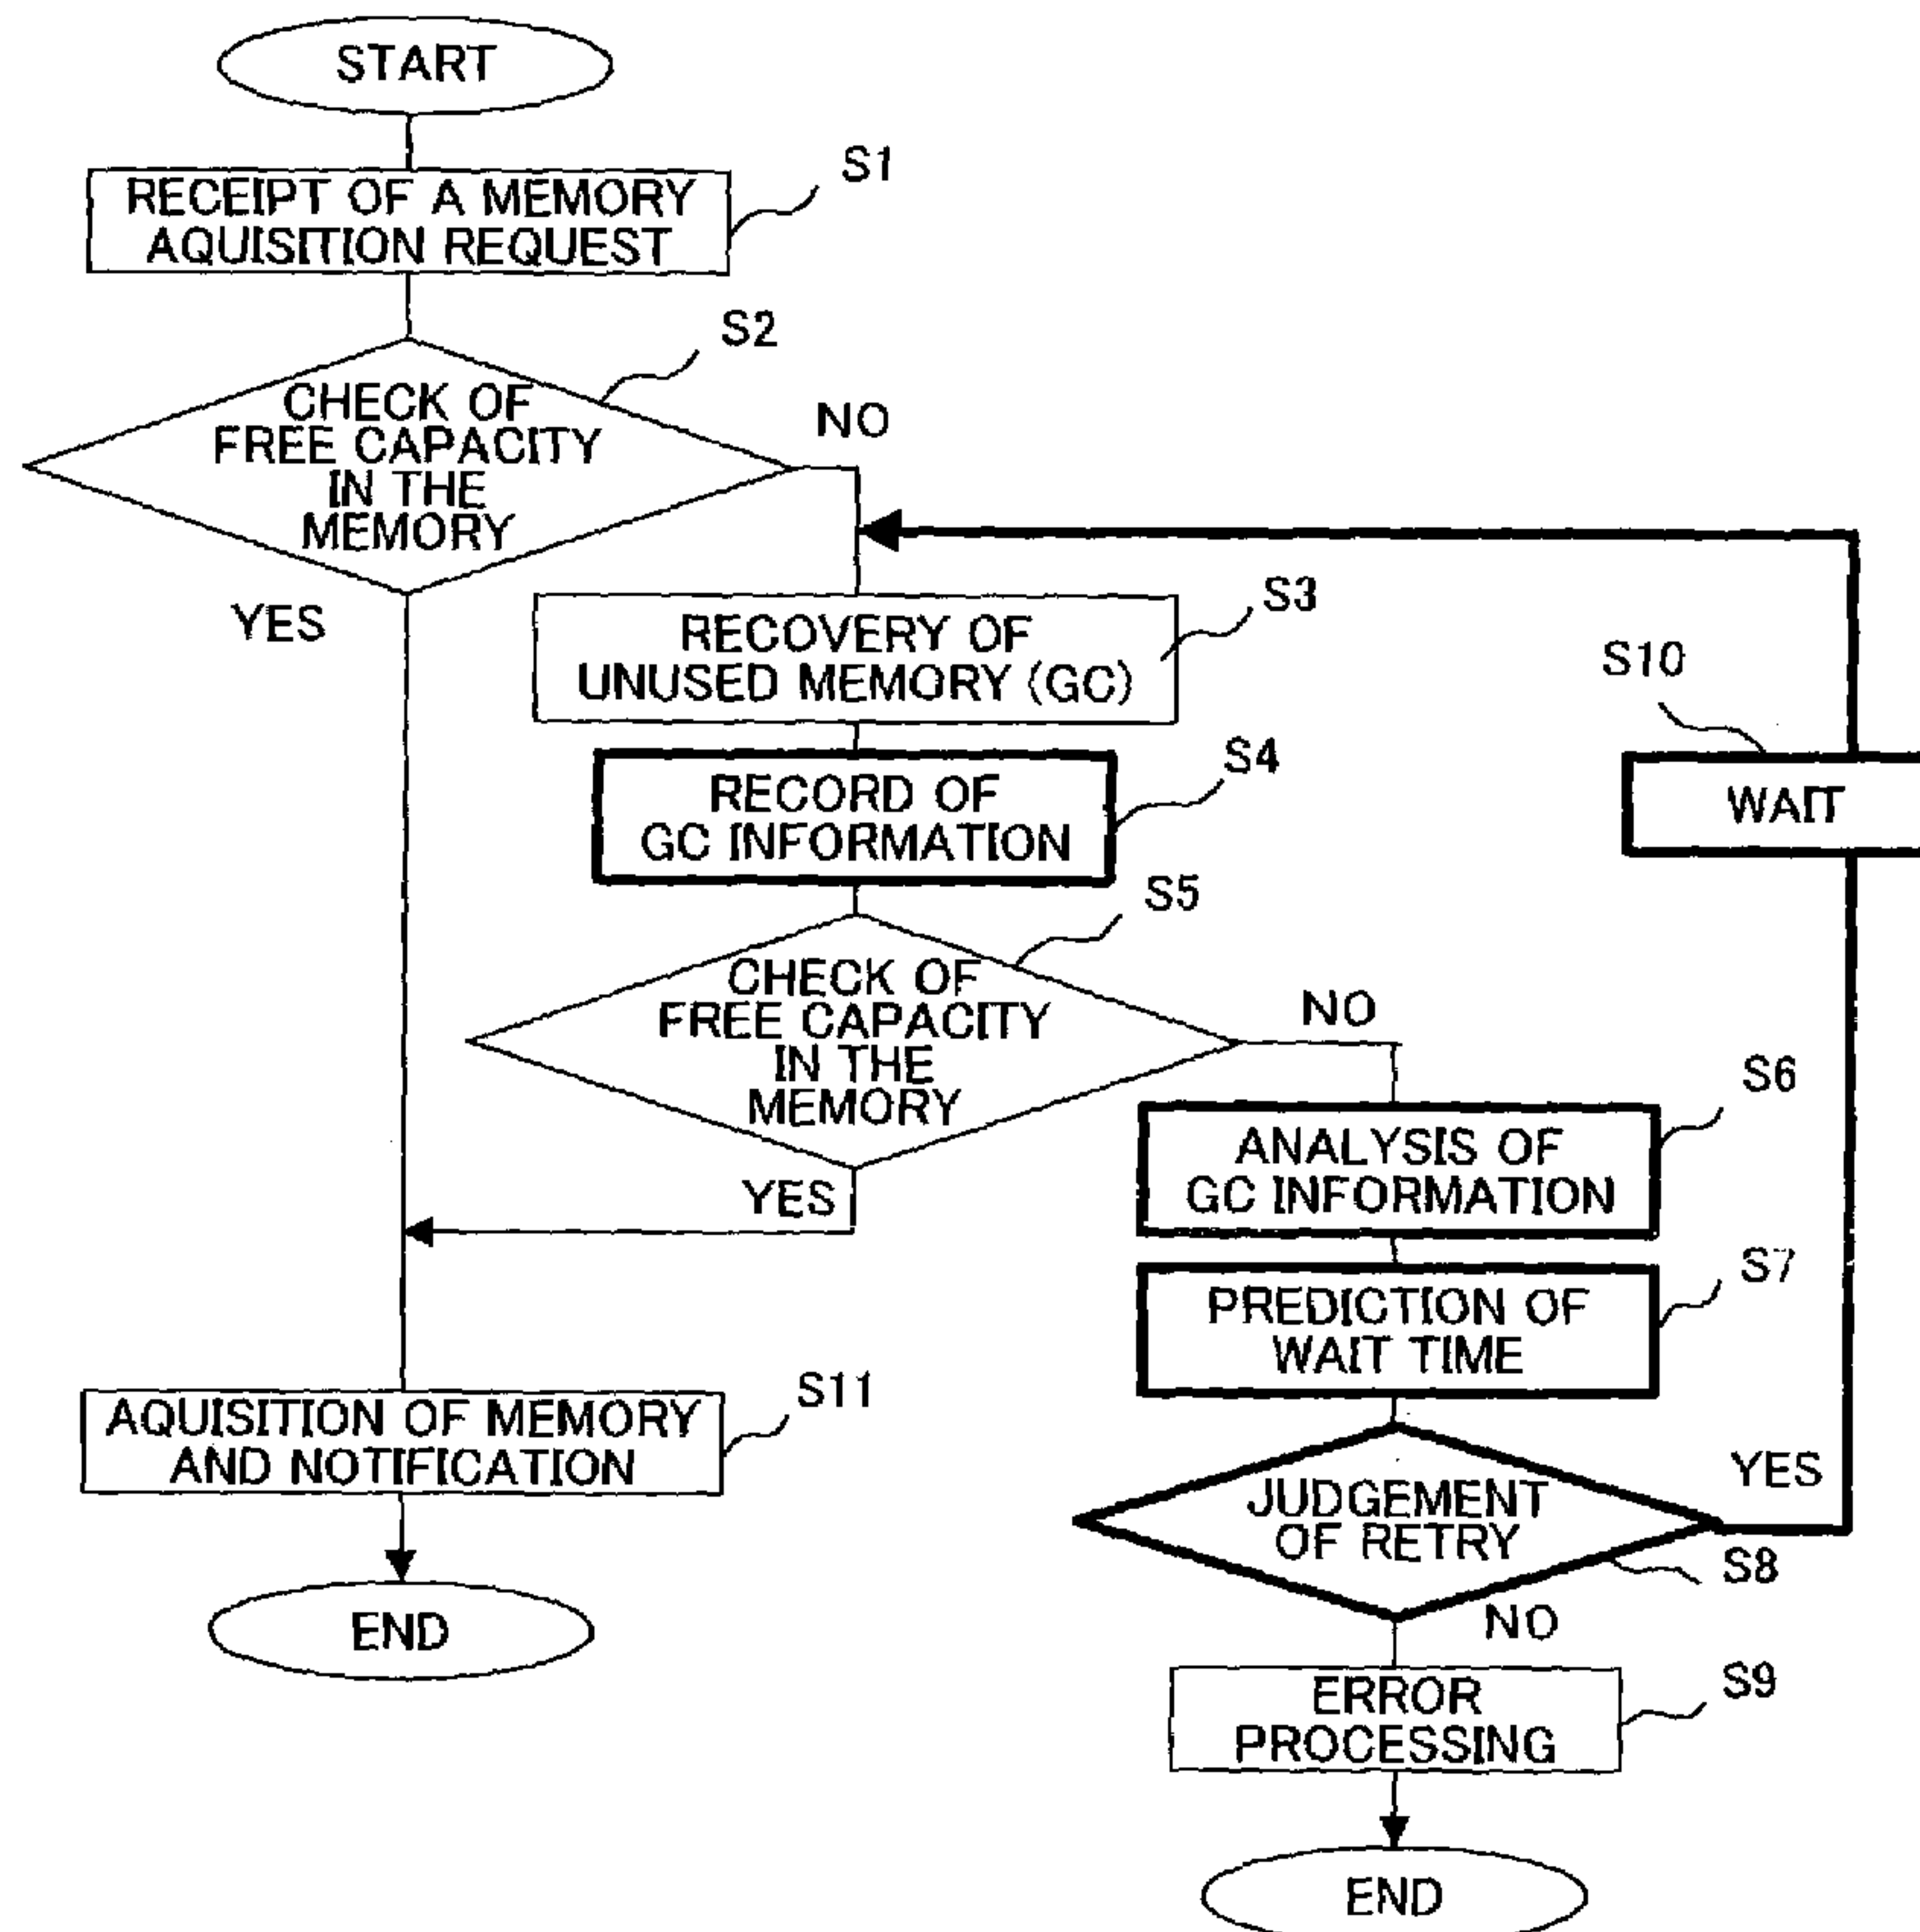 START
S1
RECEIPT OF A MEMORY
AQUISITION REQUEST
S2
CHECK OF
FREE CAPACITY
IN THE
MEMORY
NO
YES
S3
RECOVERY OF
UNUSED MEMORY (GC)
S10
WAIT
S4
RECORD OF
GC INFORMATION
S5
CHECK OF
FREE CAPACITY
IN THE
MEMORY
NO
YES
S6
ANALYSIS OF
GC INFORMATION
S7
PREDICTION OF
WAIT TIME
S11
AQUISITION OF MEMORY
AND NOTIFICATION
YES
JUDGEMENT
OF RETRY
S8
NO
END
S9
ERROR
PROCESSING
END